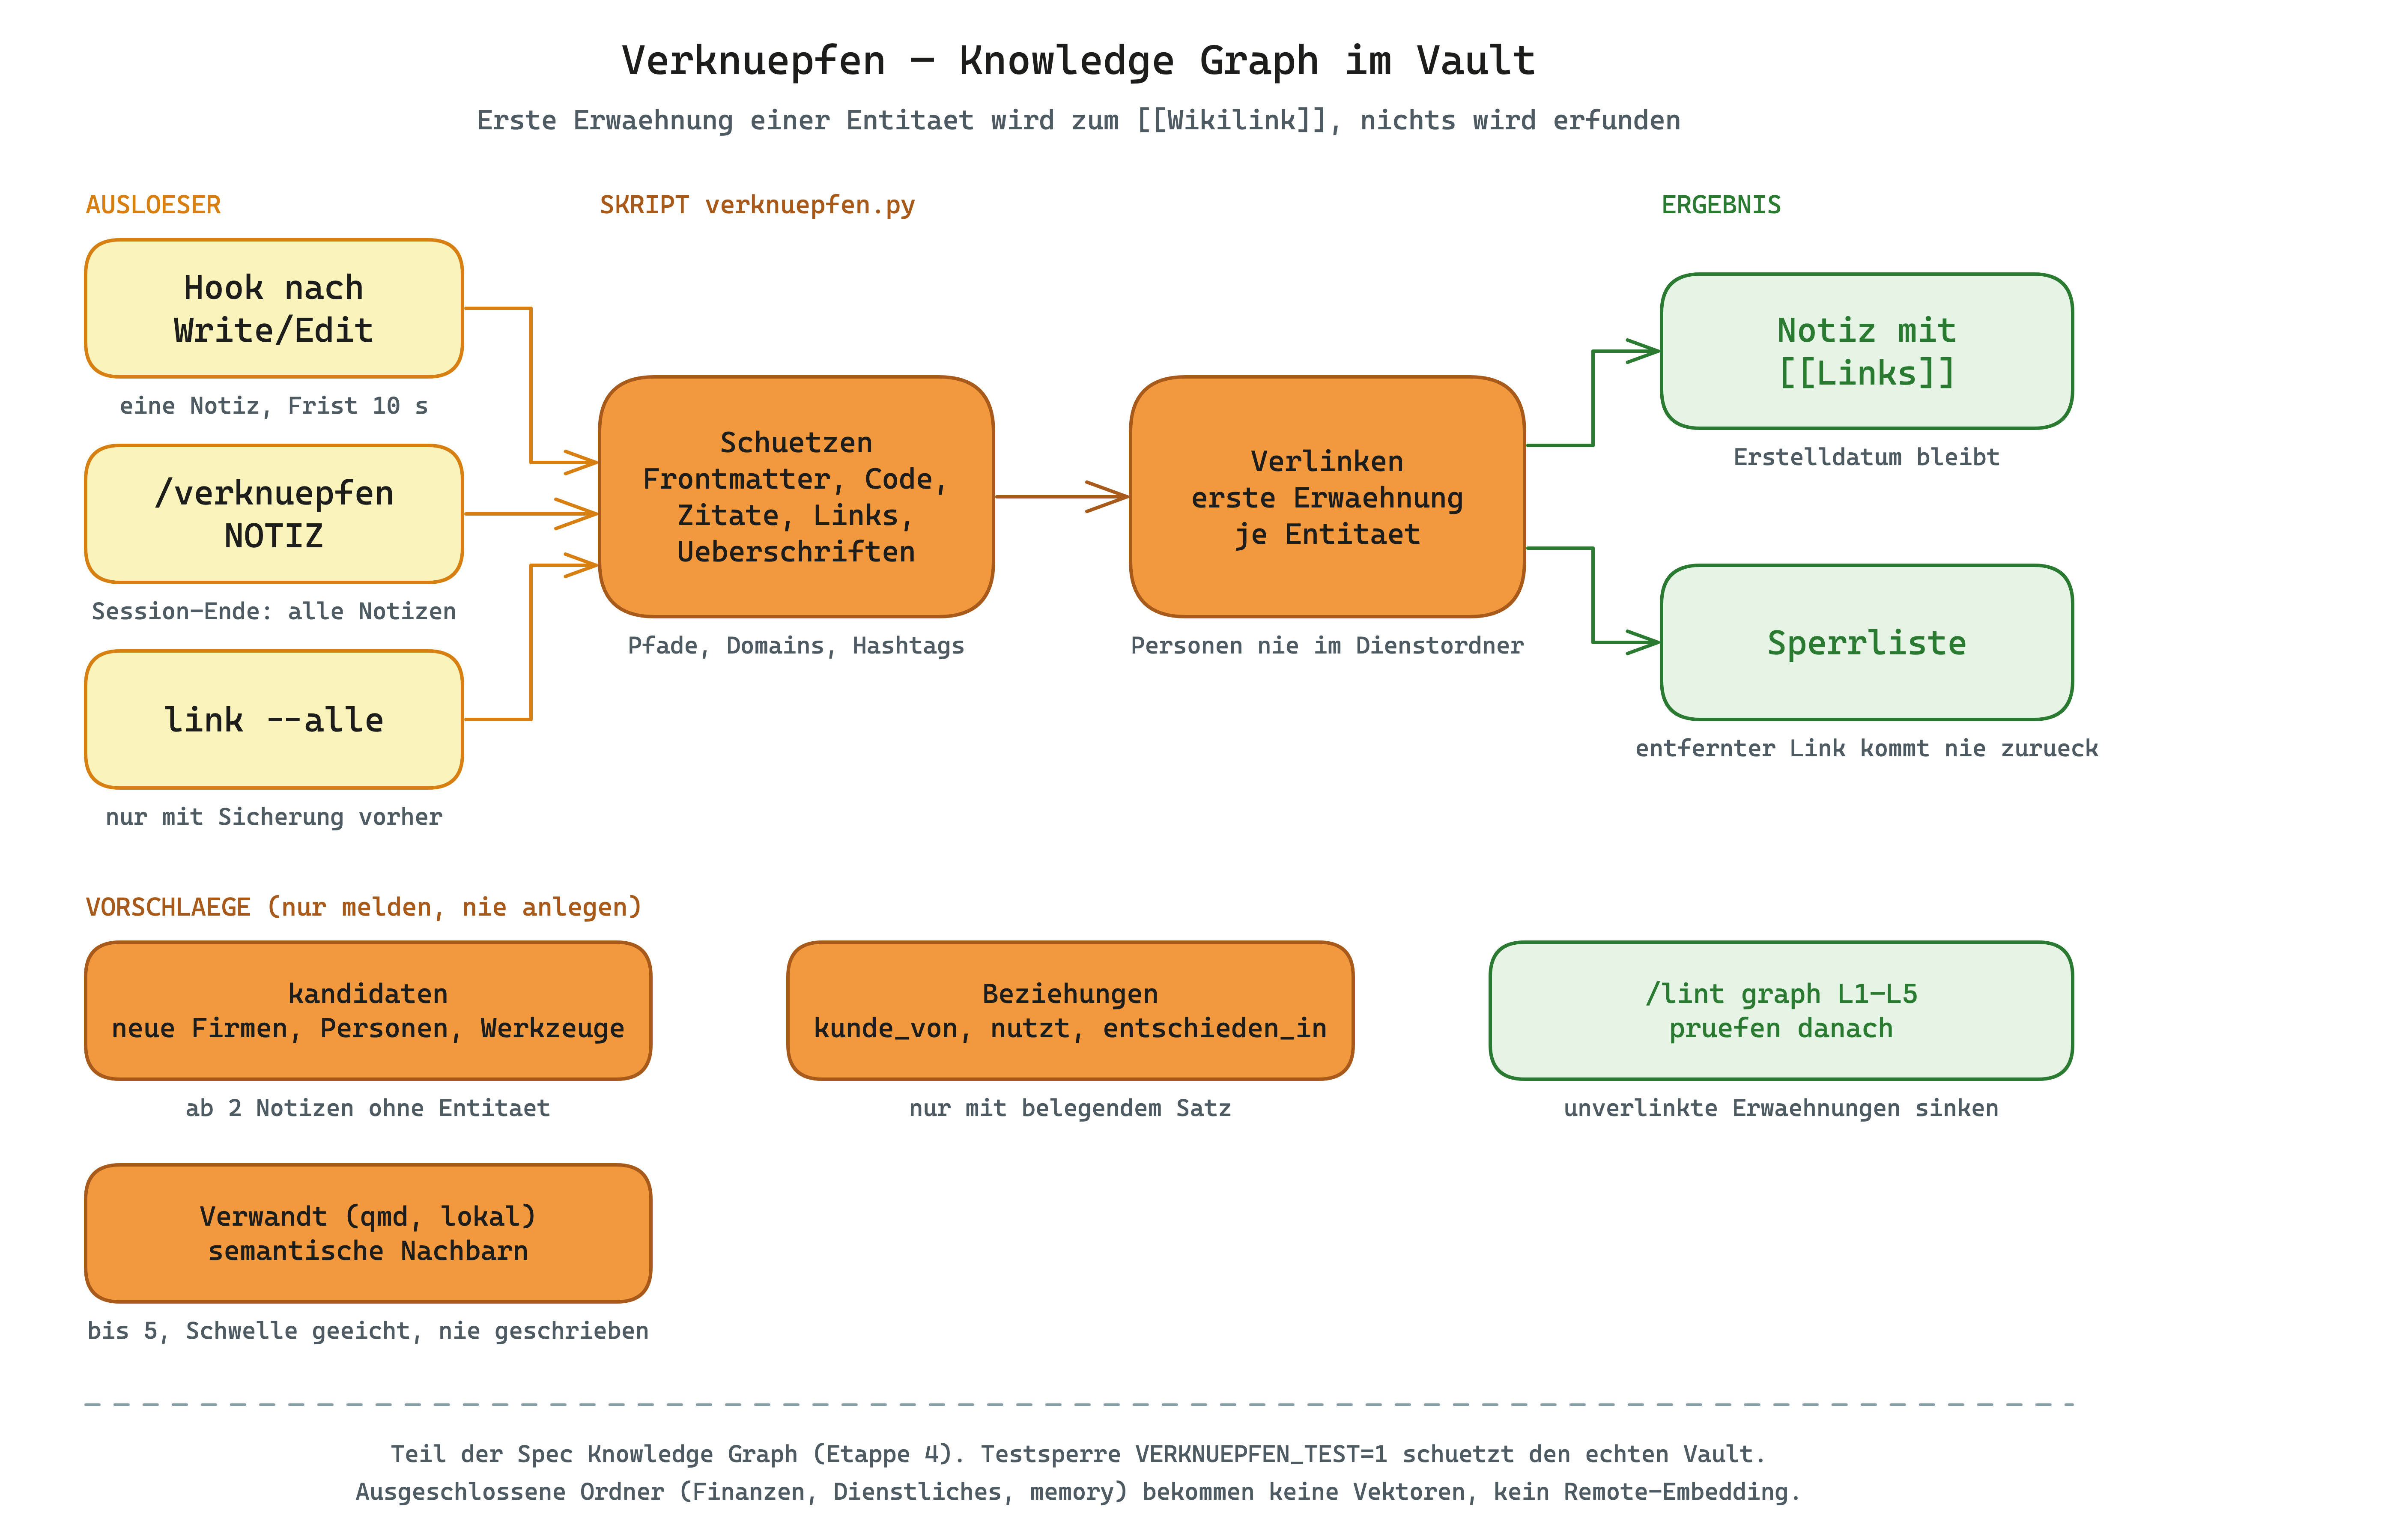 Verknuepfen – Knowledge Graph im Vault
Erste Erwaehnung einer Entitaet wird zum [[Wikilink]], nichts wird erfunden
AUSLOESER
Hook nach
Write/Edit
eine Notiz, Frist 10 s
/verknuepfen
NOTIZ
Session-Ende: alle Notizen
link --alle
nur mit Sicherung vorher
SKRIPT verknuepfen.py
Schuetzen
Frontmatter, Code,
Zitate, Links,
Ueberschriften
Pfade, Domains, Hashtags
Verlinken
erste Erwaehnung
je Entitaet
Personen nie im Dienstordner
ERGEBNIS
Notiz mit
[[Links]]
Erstelldatum bleibt
Sperrliste
entfernter Link kommt nie zurueck
VORSCHLAEGE (nur melden, nie anlegen)
kandidaten
neue Firmen, Personen, Werkzeuge
ab 2 Notizen ohne Entitaet
Beziehungen
kunde_von, nutzt, entschieden_in
nur mit belegendem Satz
/lint graph L1–L5
pruefen danach
unverlinkte Erwaehnungen sinken
Verwandt (qmd, lokal)
semantische Nachbarn
bis 5, Schwelle geeicht, nie geschrieben
Teil der Spec Knowledge Graph (Etappe 4). Testsperre VERKNUEPFEN_TEST=1 schuetzt den echten Vault.
Ausgeschlossene Ordner (Finanzen, Dienstliches, memory) bekommen keine Vektoren, kein Remote-Embedding.